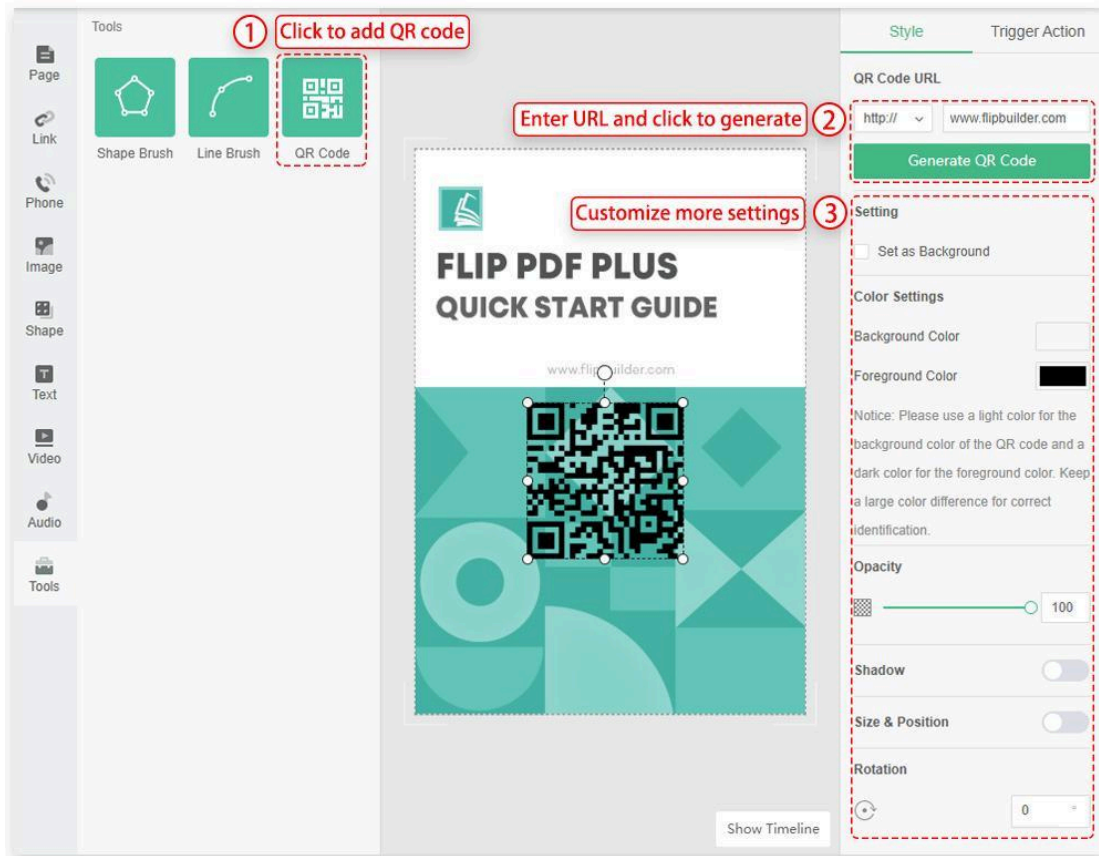 Tools
① Click to add QR code
Page
Link
Phone
Image
Shape
Text
Video
Audio
Tools
Shape Brush
Line Brush
QR Code
Enter URL and click to generate ②
Customize more settings ③
FLIP PDF PLUS
QUICK START GUIDE
www.flipbuilder.com
Show Timeline
Style
Trigger Action
QR Code URL
http://
www.flipbuilder.com
Generate QR Code
Setting
Set as Background
Color Settings
Background Color
Foreground Color
Notice: Please use a light color for the
background color of the QR code and a
dark color for the foreground color. Keep
a large color difference for correct
identification.
Opacity
100
Shadow
Size & Position
Rotation
0 °